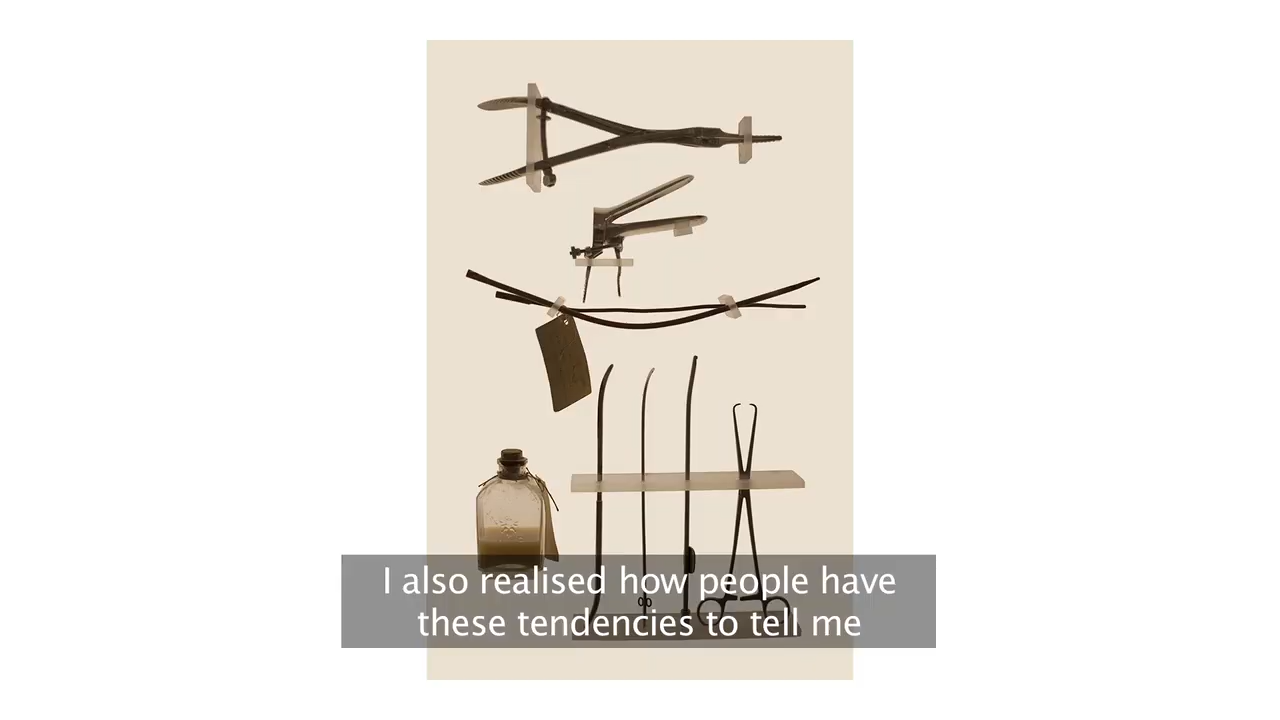 I also realised how people have
these tendencies to tell me